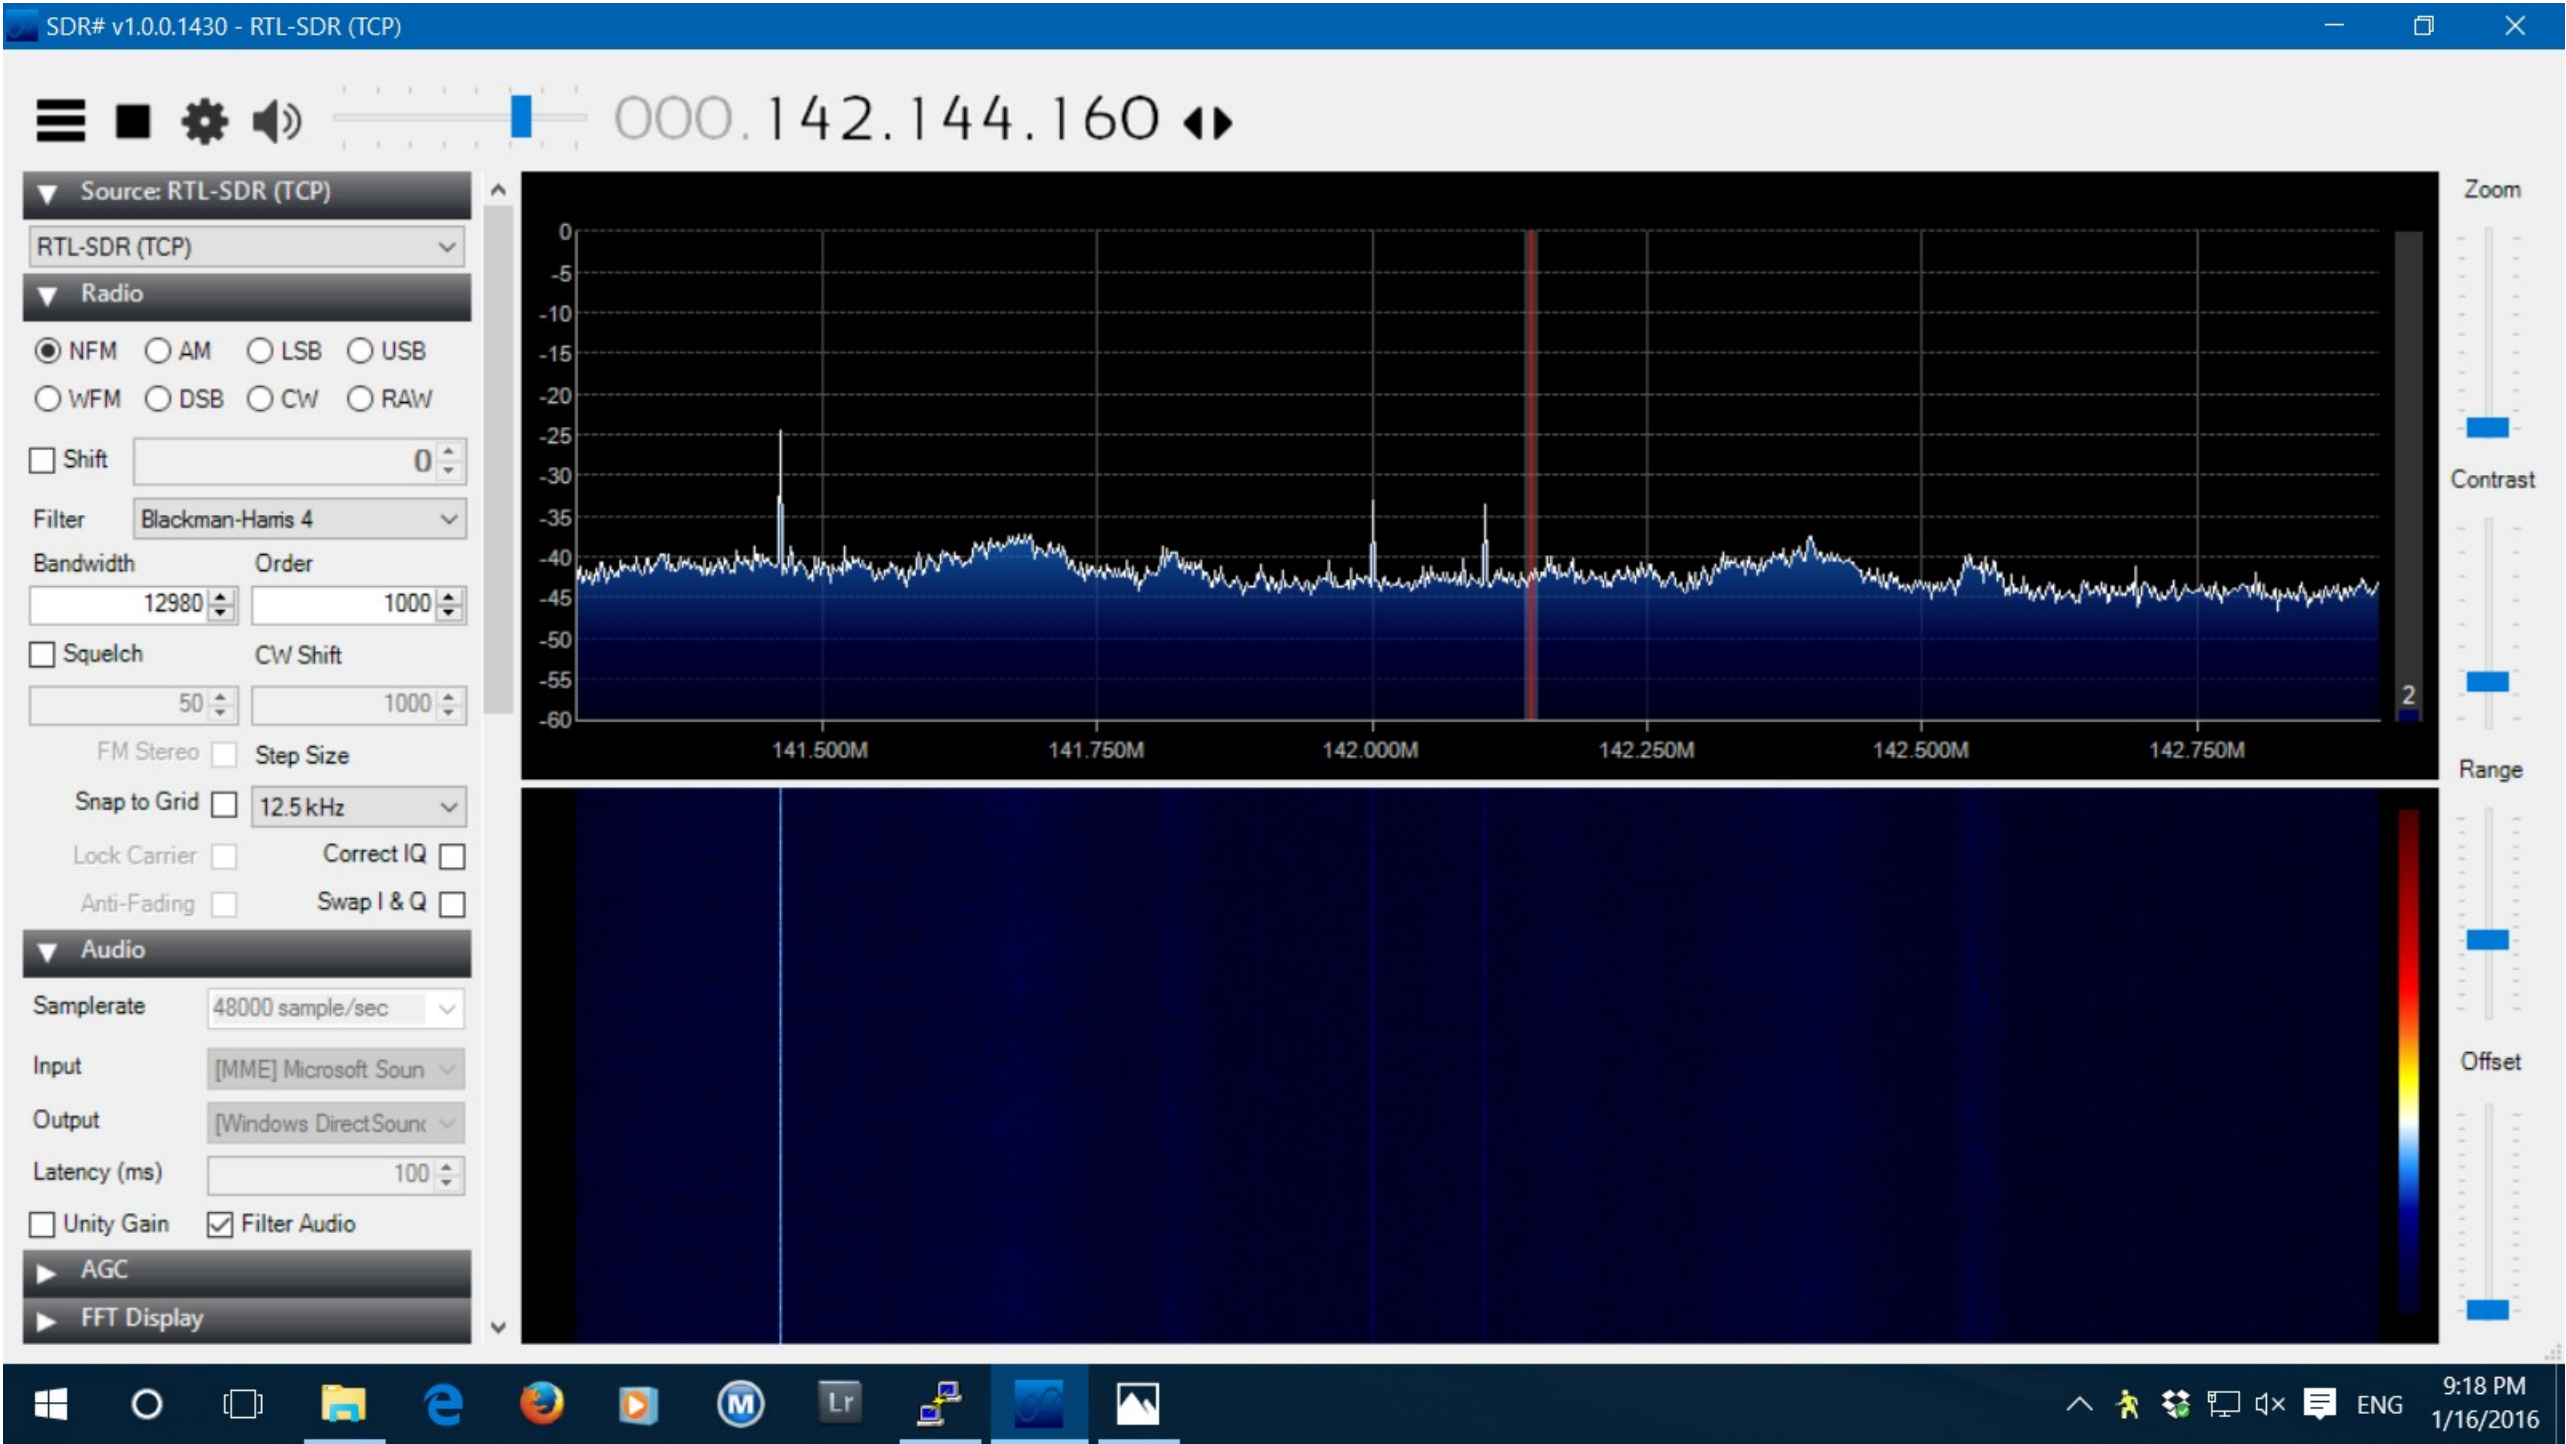 SDR# v1.0.0.1430 - RTL-SDR (TCP)
000.142.144.160
Source: RTL-SDR (TCP)
RTL-SDR (TCP)
Radio
NFM AM LSB USB
WFM DSB CW RAW
Shift 0
Filter Blackman-Harris 4
Bandwidth Order
12980 1000
Squelch CW Shift
50 1000
FM Stereo Step Size
Snap to Grid 12.5 kHz
Lock Carrier Correct IQ
Anti-Fading Swap I & Q
Audio
Samplerate 48000 sample/sec
Input [MME] Microsoft Soun
Output [Windows DirectSound
Latency (ms) 100
Unity Gain Filter Audio
AGC
FFT Display
0
-5
-10
-15
-20
-25
-30
-35
-40
-45
-50
-55
-60
141.500M 141.750M 142.000M 142.250M 142.500M 142.750M
2
Zoom
Contrast
Range
Offset
Lr
M
ENG
9:18 PM
1/16/2016